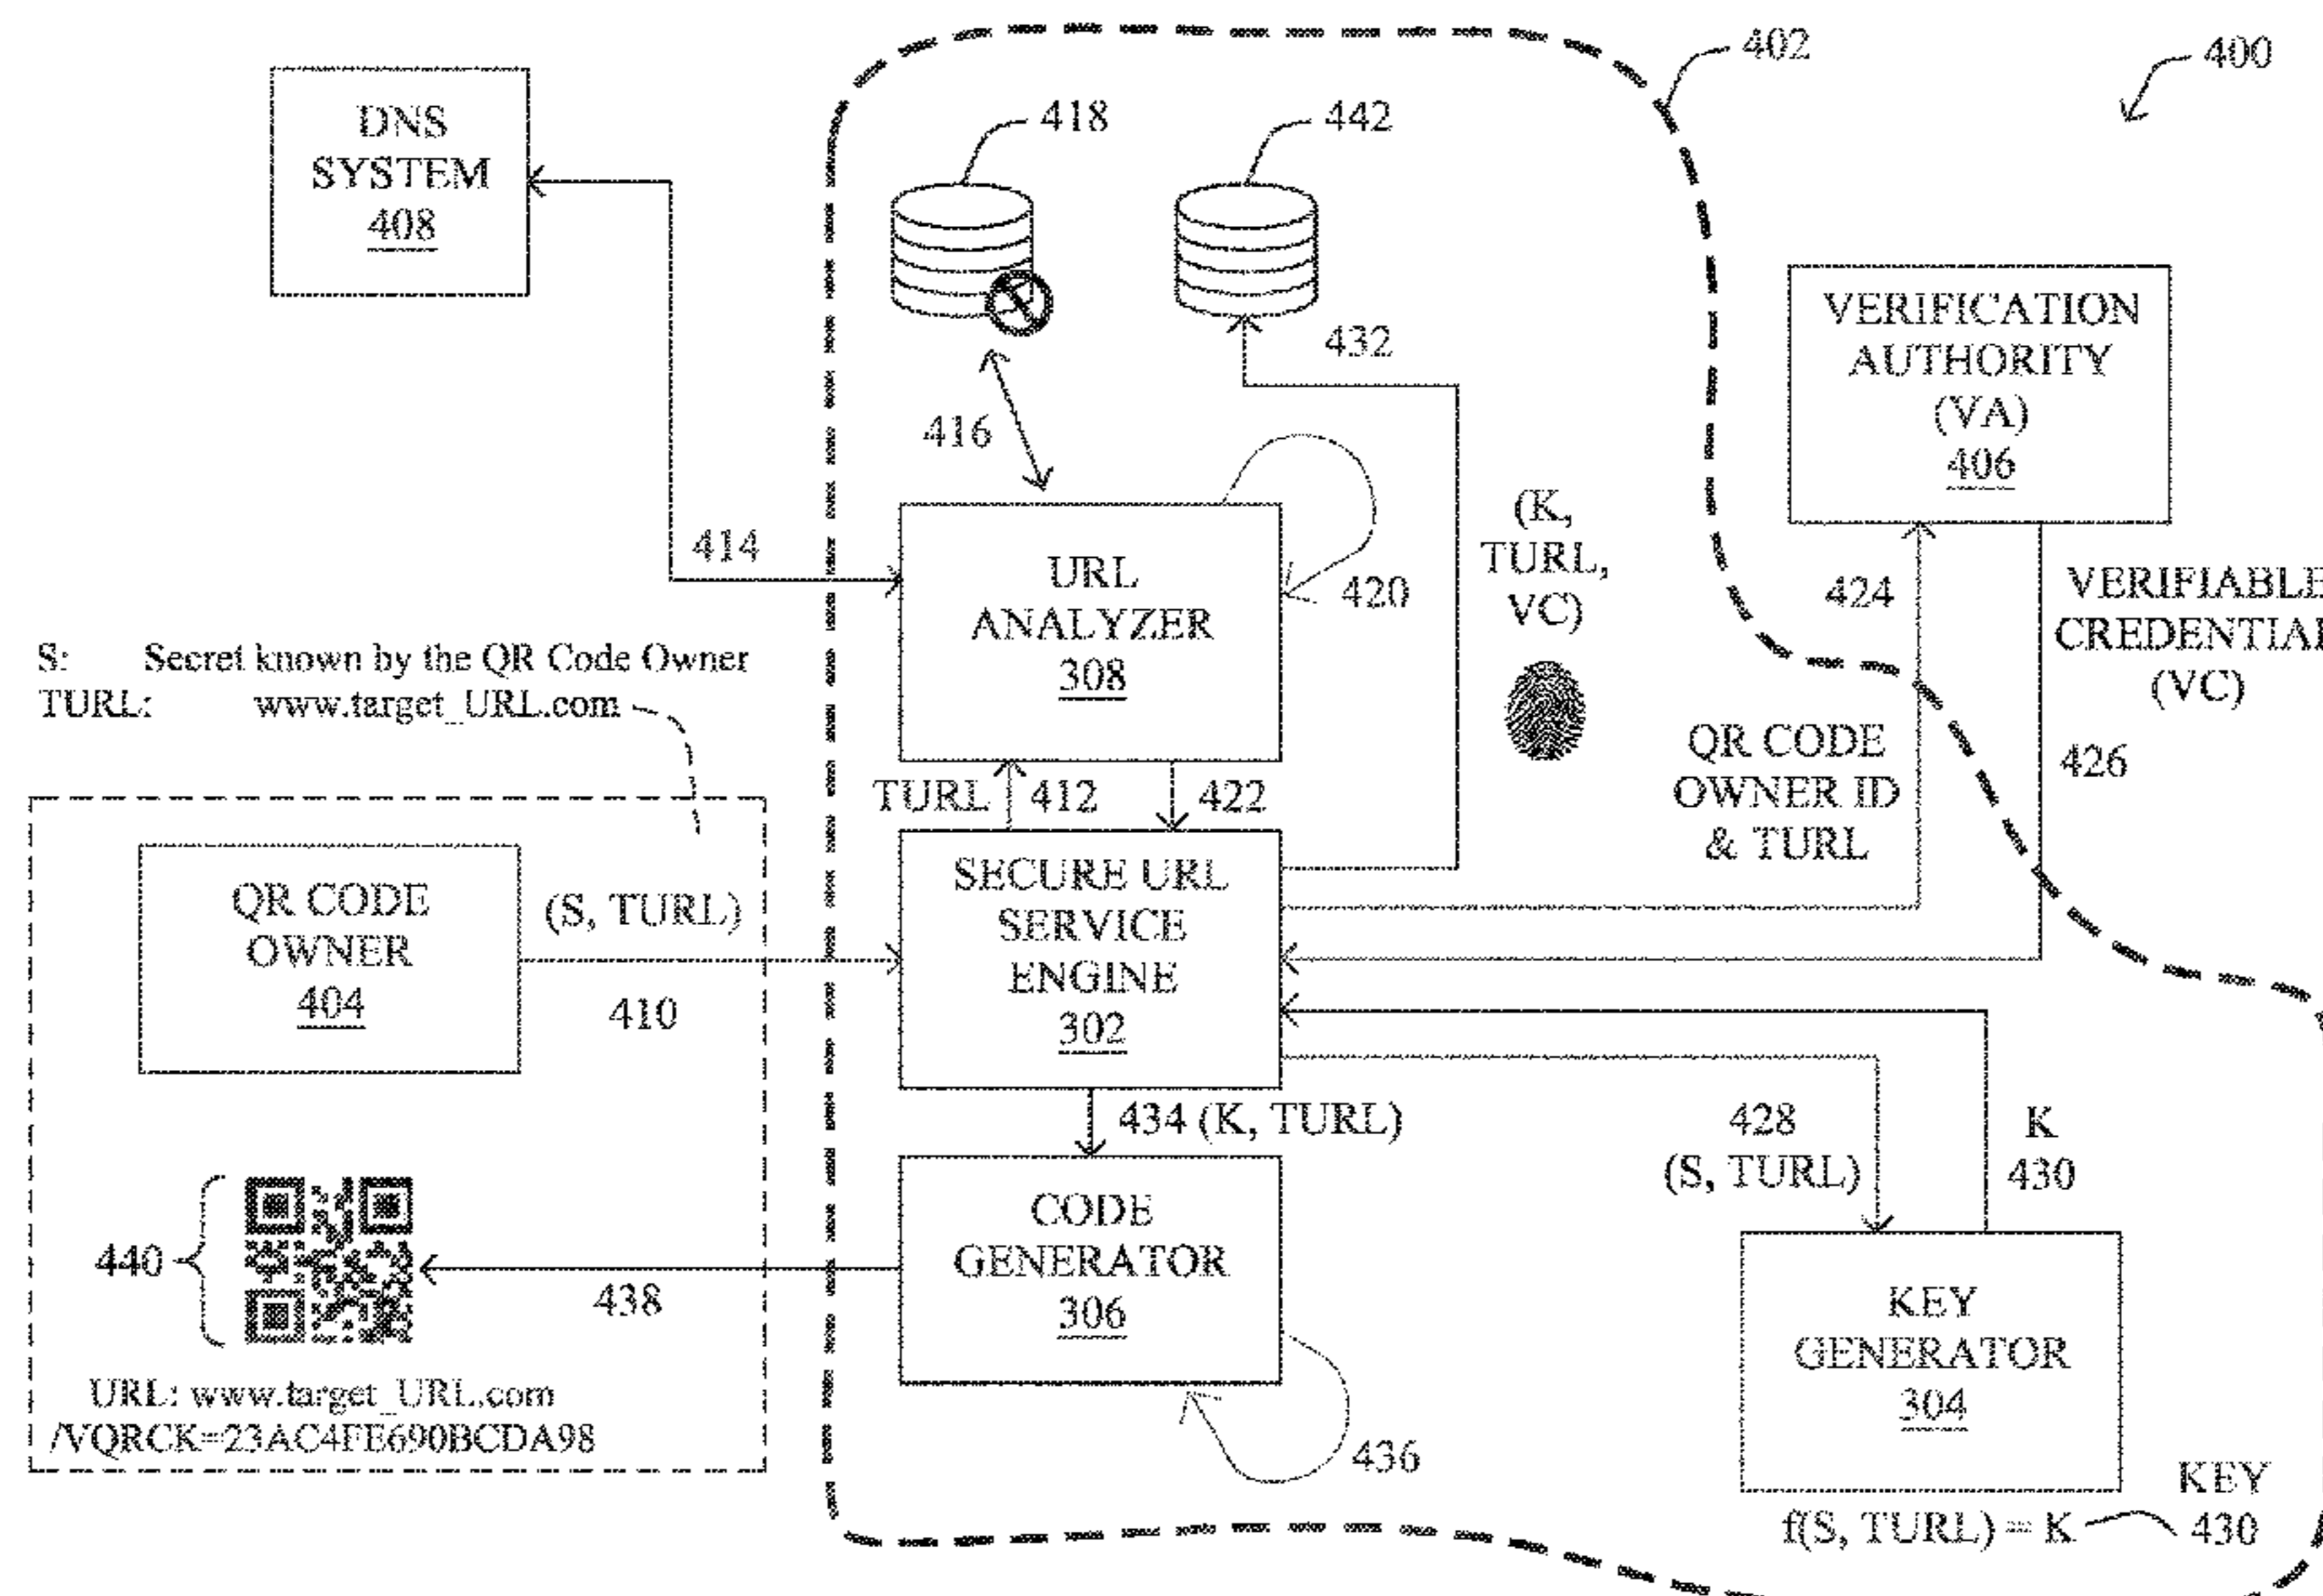 402
400
DNS
SYSTEM
408
418
442
432
416
VERIFICATION
AUTHORITY
(VA)
406
414
URL
ANALYZER
308
420
(K,
TURL,
VC)
424
VERIFIABLE
CREDENTIAL
(VC)
426
S: Secret known by the QR Code Owner
TURL: www.target_URL.com
TURL
412
422
QR CODE
OWNER ID
& TURL
QR CODE
OWNER
404
(S, TURL)
410
SECURE URL
SERVICE
ENGINE
302
434 (K, TURL)
428
(S, TURL)
K
430
440
438
CODE
GENERATOR
306
436
KEY
GENERATOR
304
URL: www.target_URL.com
/VQRCK=23AC4FE690BCDA98
KEY
f(S, TURL) = K
430